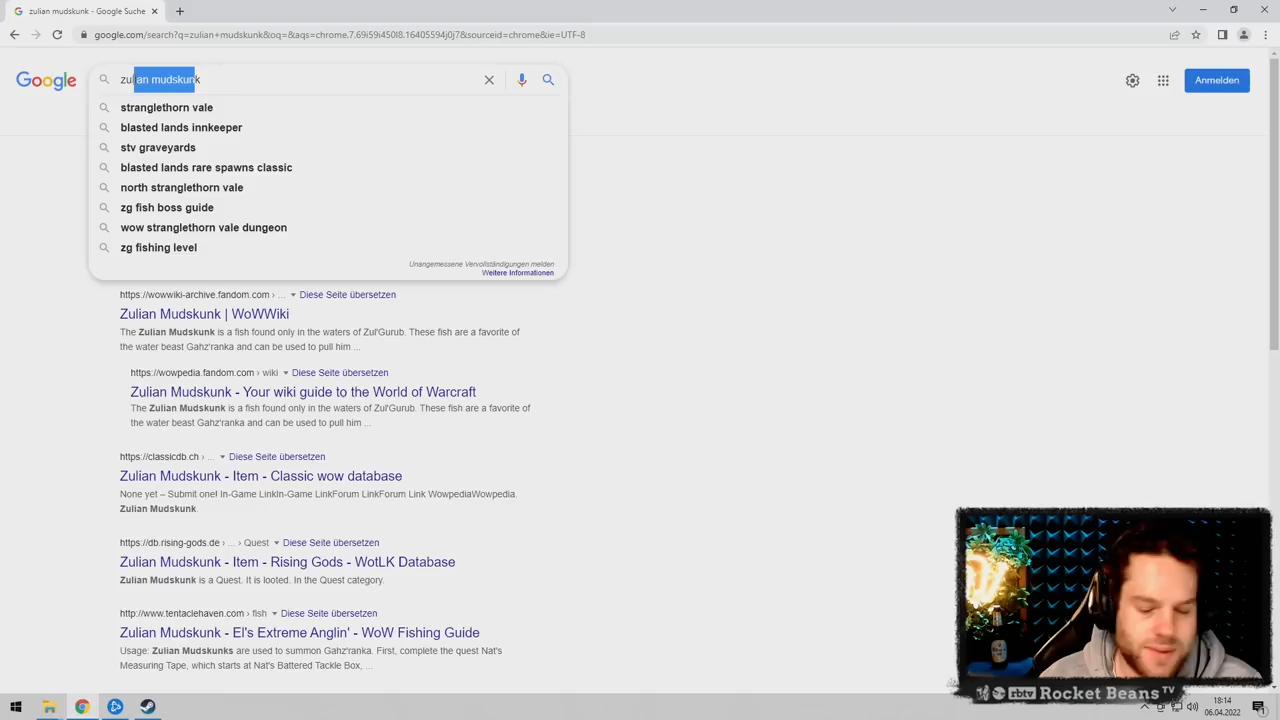 zulian mudskunk - Google Suche
google.com/search?q=zulian+mudskunk&oq=&aqs=chrome.7.69i59i450l8.16405594j0j7&sourceid=chrome&ie=UTF-8
Google
zulian mudskunk
Anmelden
stranglethorn vale
blasted lands innkeeper
stv graveyards
blasted lands rare spawns classic
north stranglethorn vale
zg fish boss guide
wow stranglethorn vale dungeon
zg fishing level
Unangemessene Vervollständigungen melden
Weitere Informationen
https://wowwiki-archive.fandom.com › ... Diese Seite übersetzen
Zulian Mudskunk | WoWWiki
The Zulian Mudskunk is a fish found only in the waters of Zul'Gurub. These fish are a favorite of
the water beast Gahz'ranka and can be used to pull him ...
https://wowpedia.fandom.com › wiki Diese Seite übersetzen
Zulian Mudskunk - Your wiki guide to the World of Warcraft
The Zulian Mudskunk is a fish found only in the waters of Zul'Gurub. These fish are a favorite of
the water beast Gahz'ranka and can be used to pull him ...
https://classicdb.ch › ... Diese Seite übersetzen
Zulian Mudskunk - Item - Classic wow database
None yet – Submit one! In-Game LinkIn-Game LinkForum LinkForum Link WowpediaWowpedia.
Zulian Mudskunk.
https://db.rising-gods.de › ... › Quest Diese Seite übersetzen
Zulian Mudskunk - Item - Rising Gods - WotLK Database
Zulian Mudskunk is a Quest. It is looted. In the Quest category.
http://www.tentaclehaven.com › fish Diese Seite übersetzen
Zulian Mudskunk - El's Extreme Anglin' - WoW Fishing Guide
Usage: Zulian Mudskunks are used to summon Gahz'ranka. First, complete the quest Nat's
Measuring Tape, which starts at Nat's Battered Tackle Box, ...
rbtv Rocket Beans TV
18:14
06.04.2022
1